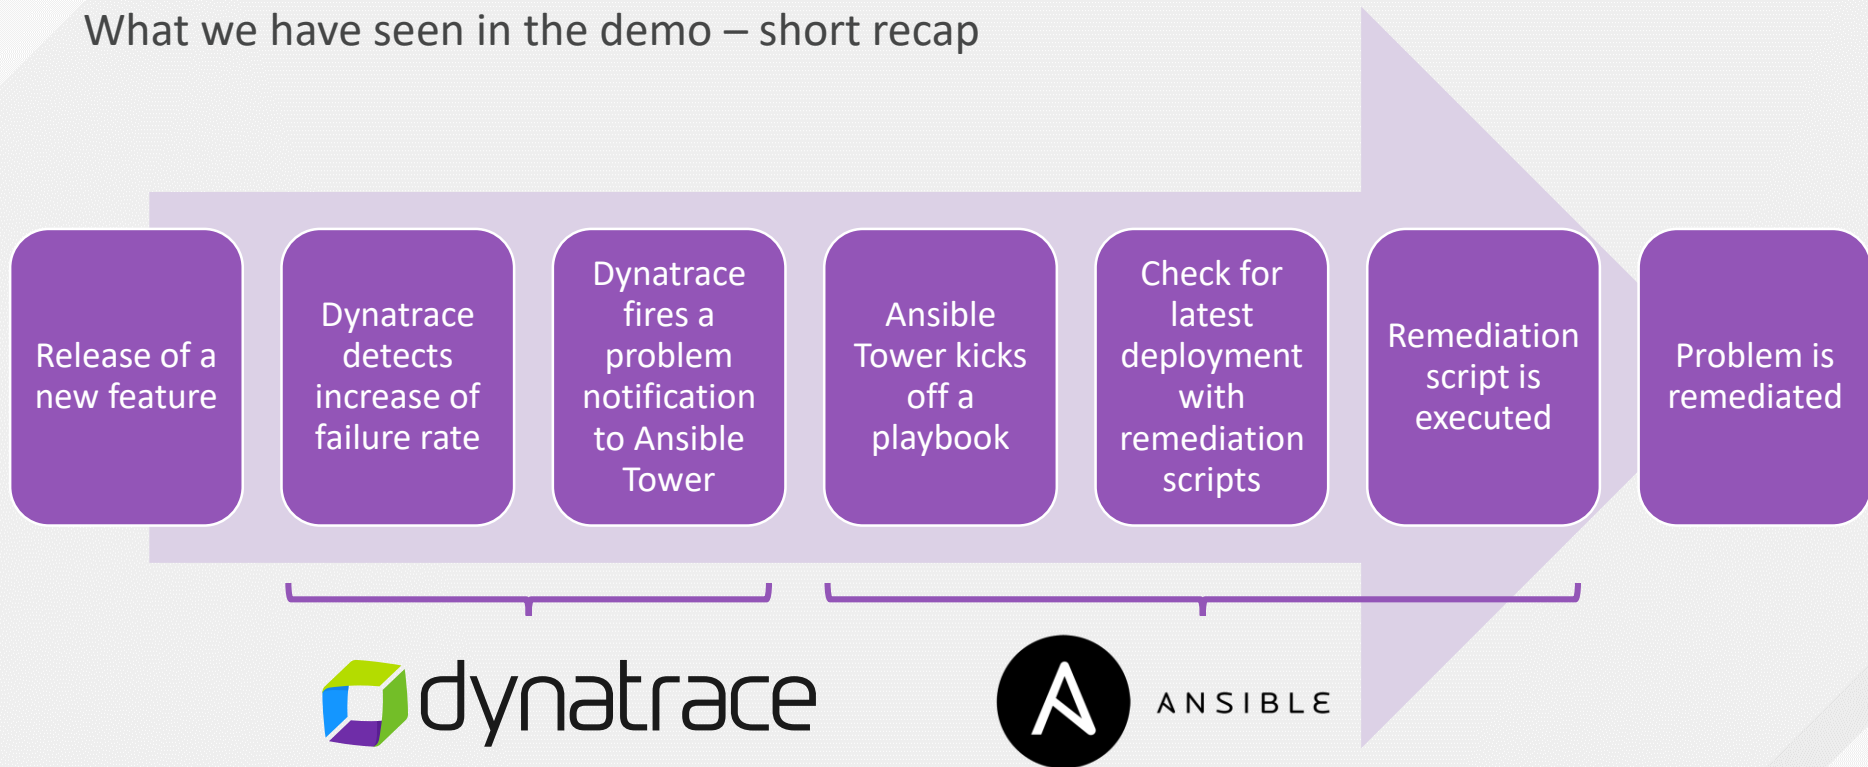 What we have seen in the demo – short recap
Release of a
new feature
Dynatrace
detects
increase of
failure rate
Dynatrace
fires a
problem
notification
to Ansible
Tower
Ansible
Tower kicks
off a
playbook
Check for
latest
deployment
with
remediation
scripts
Remediation
script is
executed
Problem is
remediated
dynatrace
A
ANSIBLE